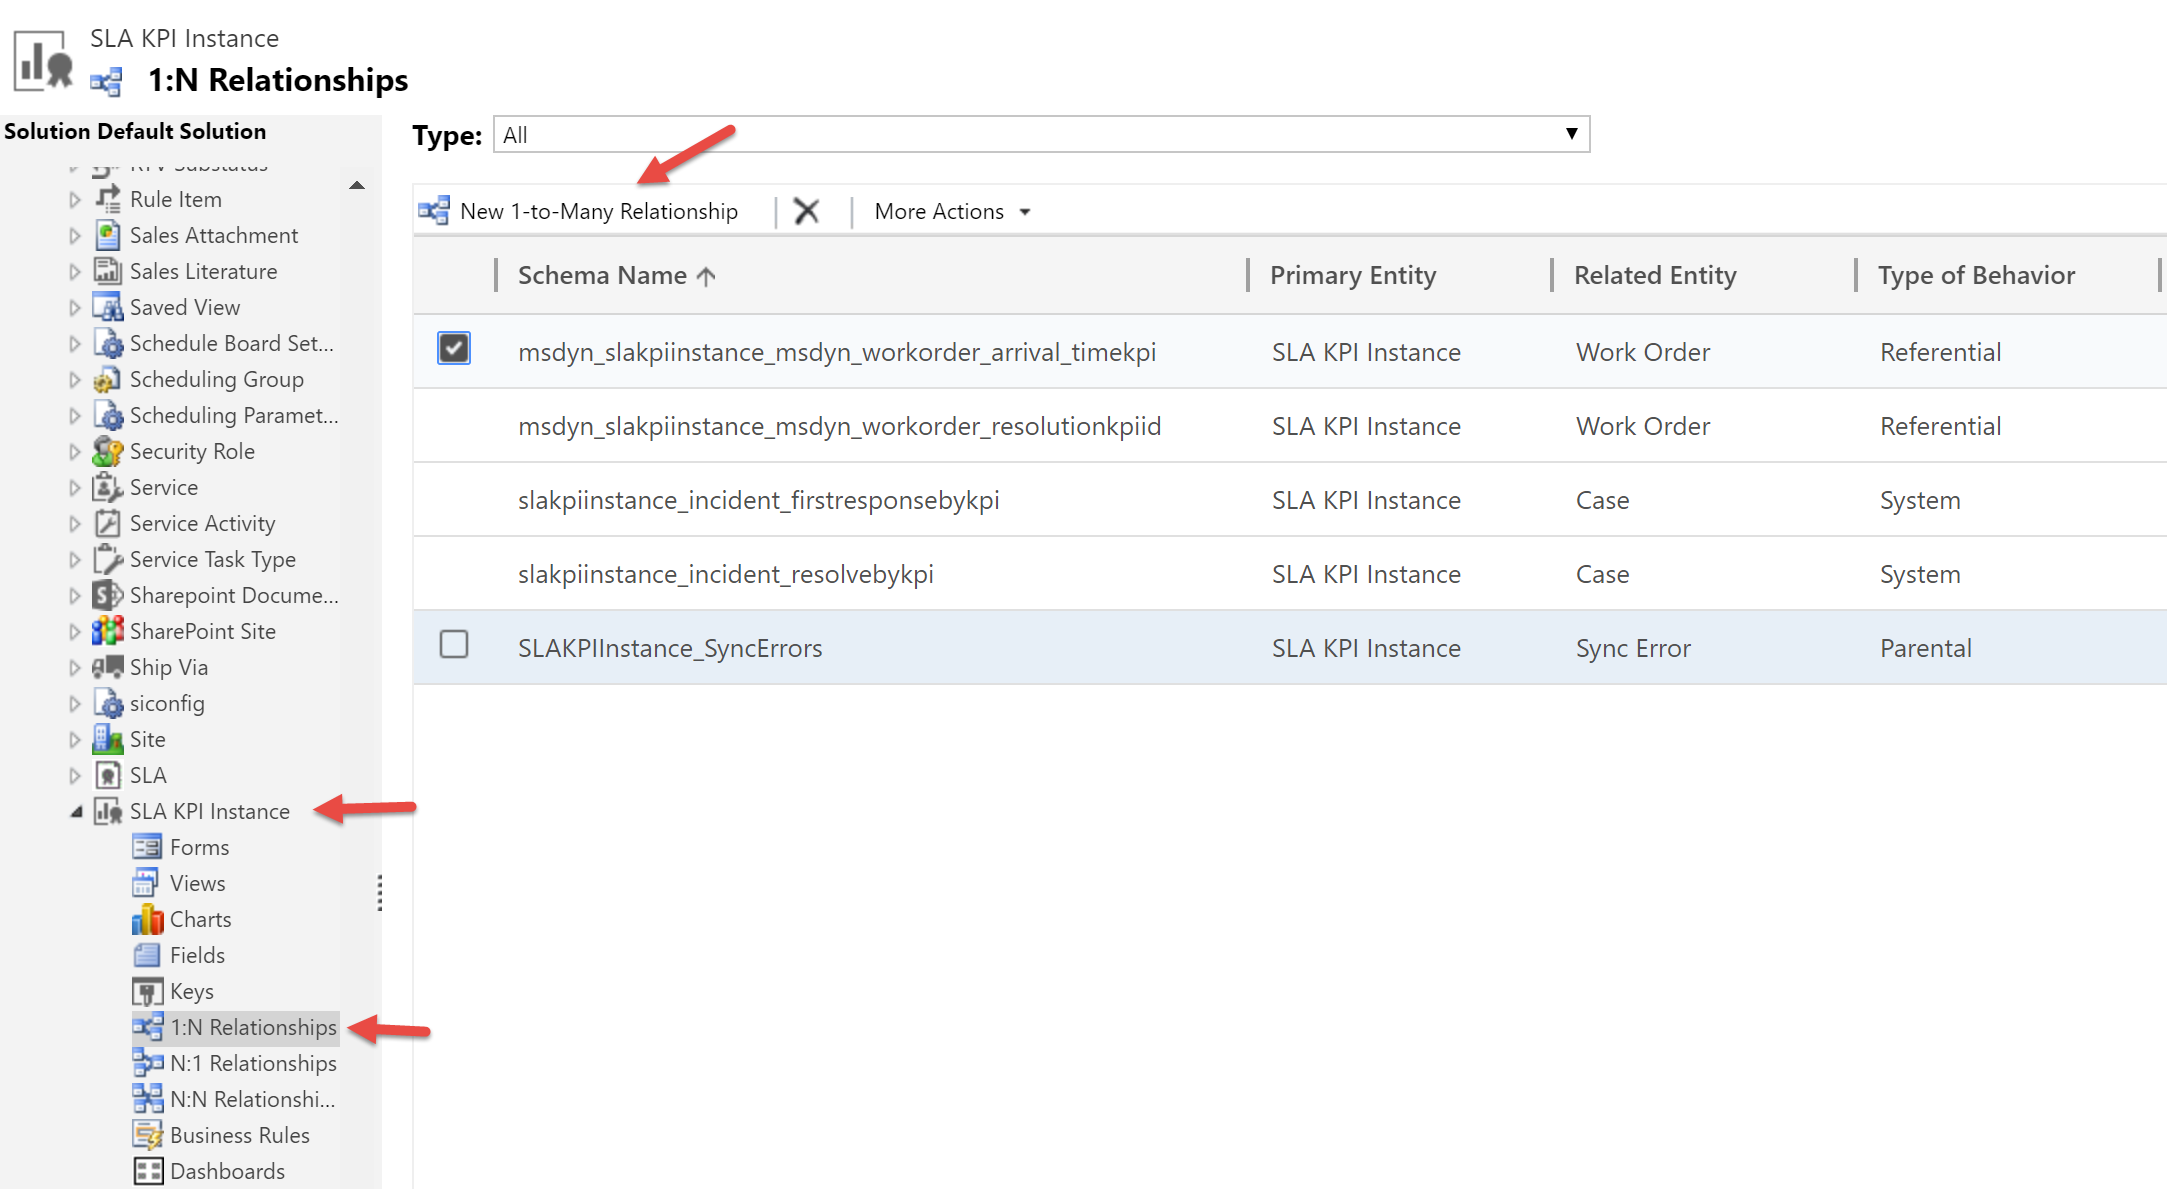 SLA KPI Instance
1:N Relationships
Solution Default Solution
Rule Item
Sales Attachment
Sales Literature
Saved View
Schedule Board Set...
Scheduling Group
Scheduling Paramet...
Security Role
Service
Service Activity
Service Task Type
Sharepoint Docume...
SharePoint Site
Ship Via
siconfig
Site
SLA
SLA KPI Instance
Forms
Views
Charts
Fields
Keys
1:N Relationships
N:1 Relationships
N:N Relationshi...
Business Rules
Dashboards
Type: All
New 1-to-Many Relationship More Actions
Schema Name Primary Entity Related Entity Type of Behavior
msdyn_slakpiinstance_msdyn_workorder_arrival_timekpi SLA KPI Instance Work Order Referential
msdyn_slakpiinstance_msdyn_workorder_resolutionkpiid SLA KPI Instance Work Order Referential
slakpiinstance_incident_firstresponsebykpi SLA KPI Instance Case System
slakpiinstance_incident_resolvebykpi SLA KPI Instance Case System
SLAKPIInstance_SyncErrors SLA KPI Instance Sync Error Parental